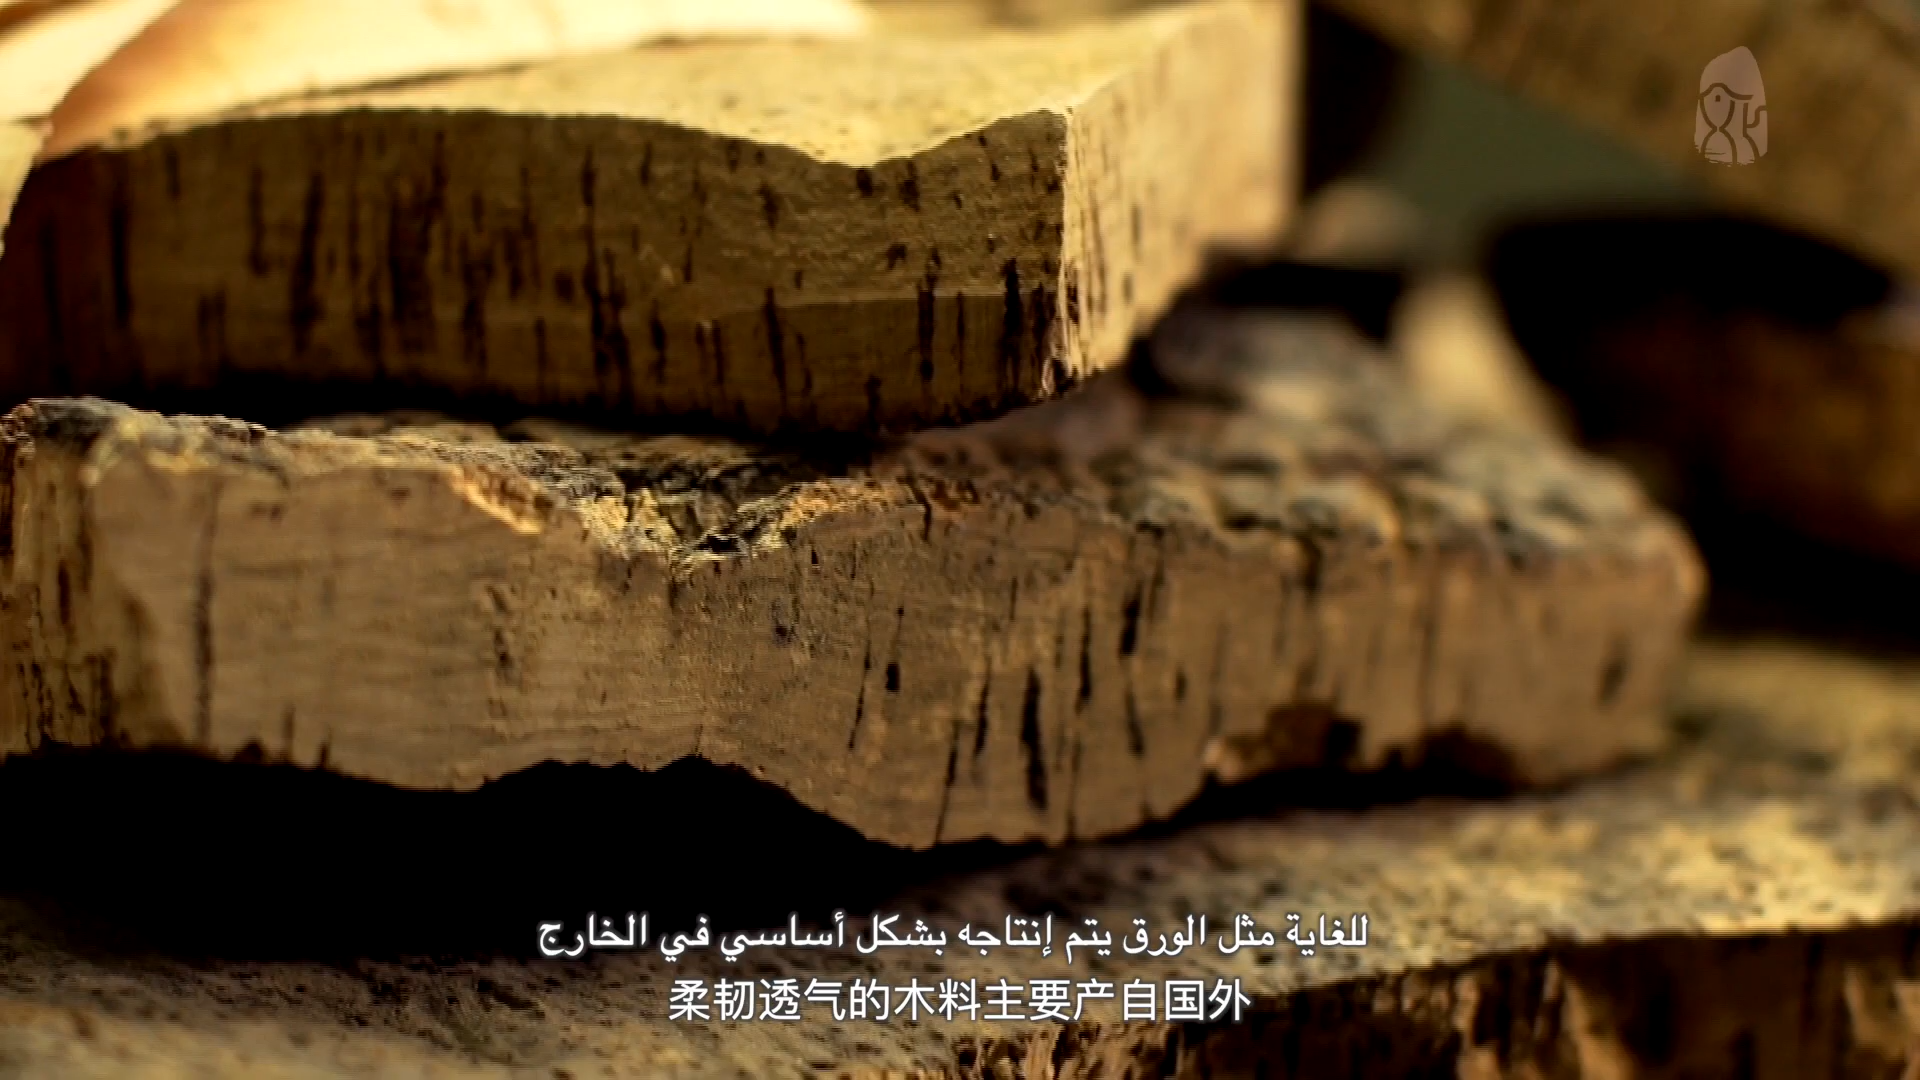 للغاية مثل الورق يتم إنتاجه بشكل أساسي في الخارج
柔韧透气的木料主要产自国外